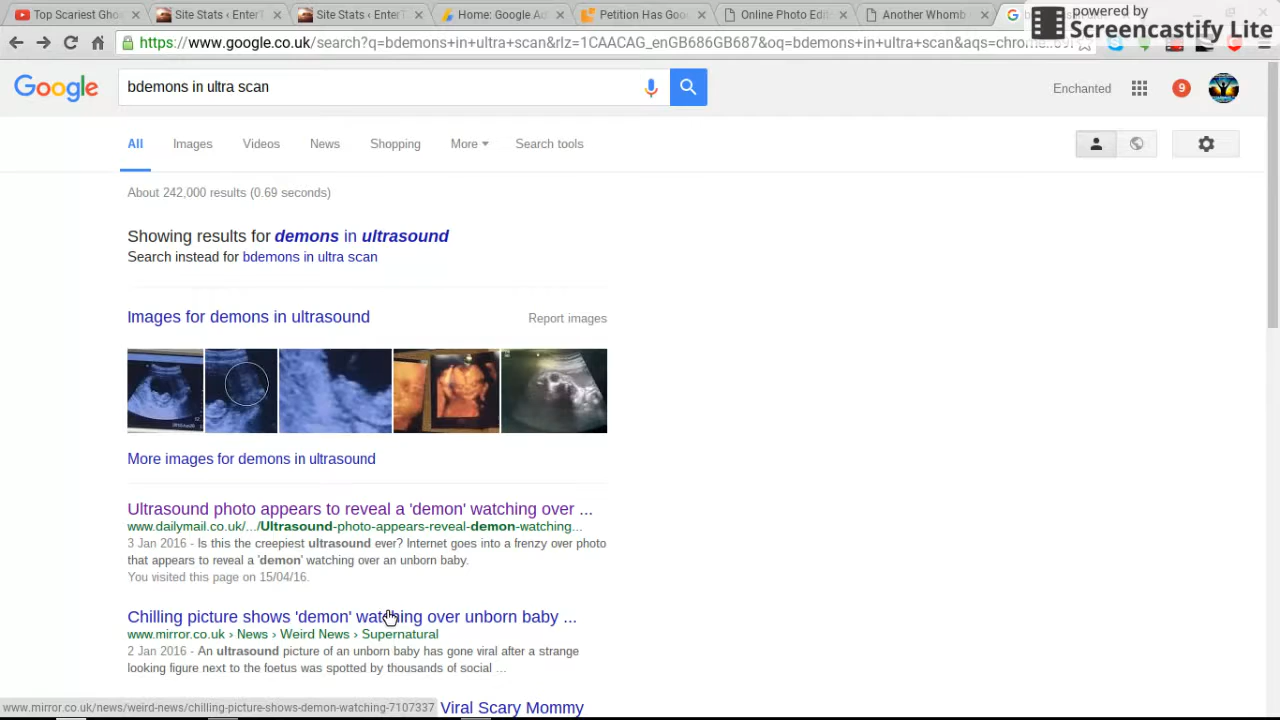 powered by
Screencastify Lite
Top Scariest Gho
Site Stats ‹ EnterT
Site Stats ‹ EnterT
Home: Google Ad
Petition Has Goo
Online Photo Edit
Another Whomb
https://www.google.co.uk/search?q=bdemons+in+ultra+scan&rlz=1CAACAG_enGB686GB687&oq=bdemons+in+ultra+scan&aqs=chrome..69
Google
bdemons in ultra scan
Enchanted
9
All Images Videos News Shopping More Search tools
About 242,000 results (0.69 seconds)
Showing results for demons in ultrasound
Search instead for bdemons in ultra scan
Images for demons in ultrasound
Report images
More images for demons in ultrasound
Ultrasound photo appears to reveal a 'demon' watching over ...
www.dailymail.co.uk/.../Ultrasound-photo-appears-reveal-demon-watching...
3 Jan 2016 - Is this the creepiest ultrasound ever? Internet goes into a frenzy over photo
that appears to reveal a 'demon' watching over an unborn baby.
You visited this page on 15/04/16.
Chilling picture shows 'demon' watching over unborn baby ...
www.mirror.co.uk › News › Weird News › Supernatural
2 Jan 2016 - An ultrasound picture of an unborn baby has gone viral after a strange
looking figure next to the foetus was spotted by thousands of social ...
www.mirror.co.uk/news/weird-news/chilling-picture-shows-demon-watching-7107337
Viral Scary Mommy